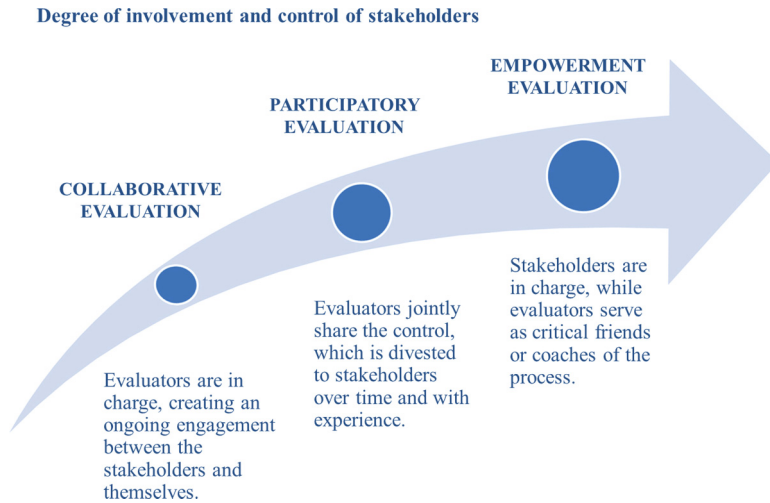 Degree of involvement and control of stakeholders
COLLABORATIVE
EVALUATION
Evaluators are in
charge, creating an
ongoing engagement
between the
stakeholders and
themselves.
PARTICIPATORY
EVALUATION
Evaluators jointly
share the control,
which is divested
to stakeholders
over time and with
experience.
EMPOWERMENT
EVALUATION
Stakeholders are
in charge, while
evaluators serve
as critical friends
or coaches of the
process.